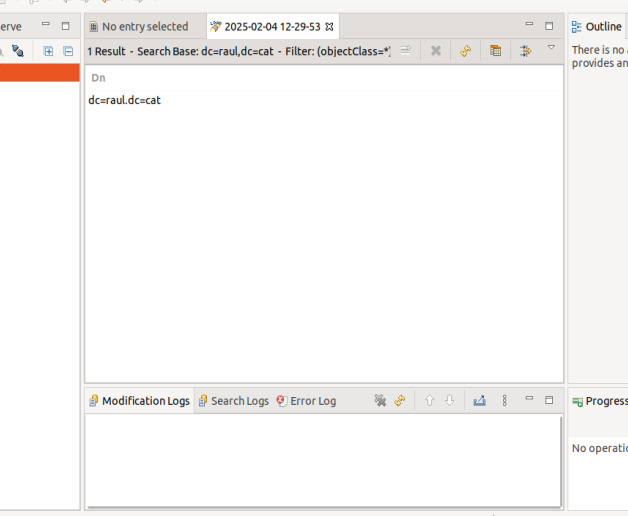 erve
No entry selected
2025-02-04 12-29-53
Outline
1 Result - Search Base: dc=raul,dc=cat - Filter: (objectClass=*)
There is no
provides an
Dn
dc=raul.dc=cat
Modification Logs
Search Logs
Error Log
Progress
No operatio